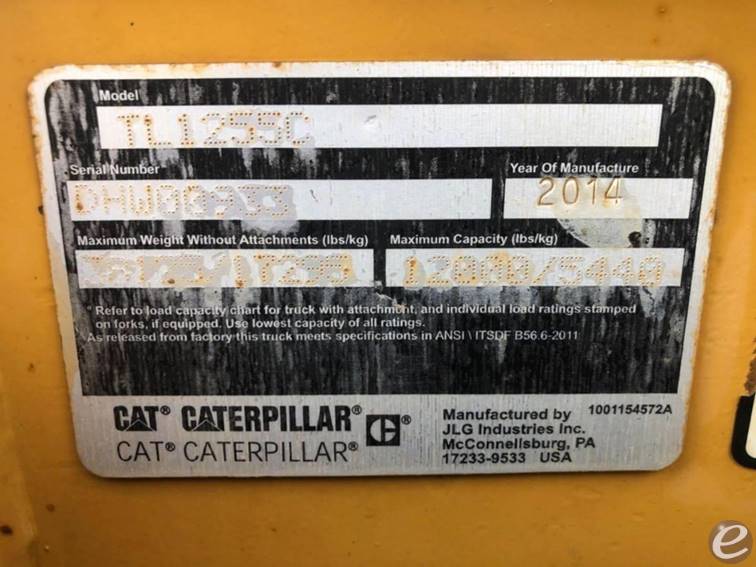 Model
TL1255C
Serial Number
Year Of Manufacture
2014
Maximum Weight Without Attachments (lbs/kg)
Maximum Capacity (lbs/kg)
12000/5440
* Refer to load capacity chart for truck with attachment, and individual load ratings stamped
on forks, if equipped. Use lowest capacity of all ratings.
As released from factory this truck meets specifications in ANSI \ ITSDF B56.6-2011
CAT® CATERPILLAR® C ®
CAT® CATERPILLAR®
Manufactured by 1001154572A
JLG Industries Inc.
McConnellsburg, PA
17233-9533 USA
e